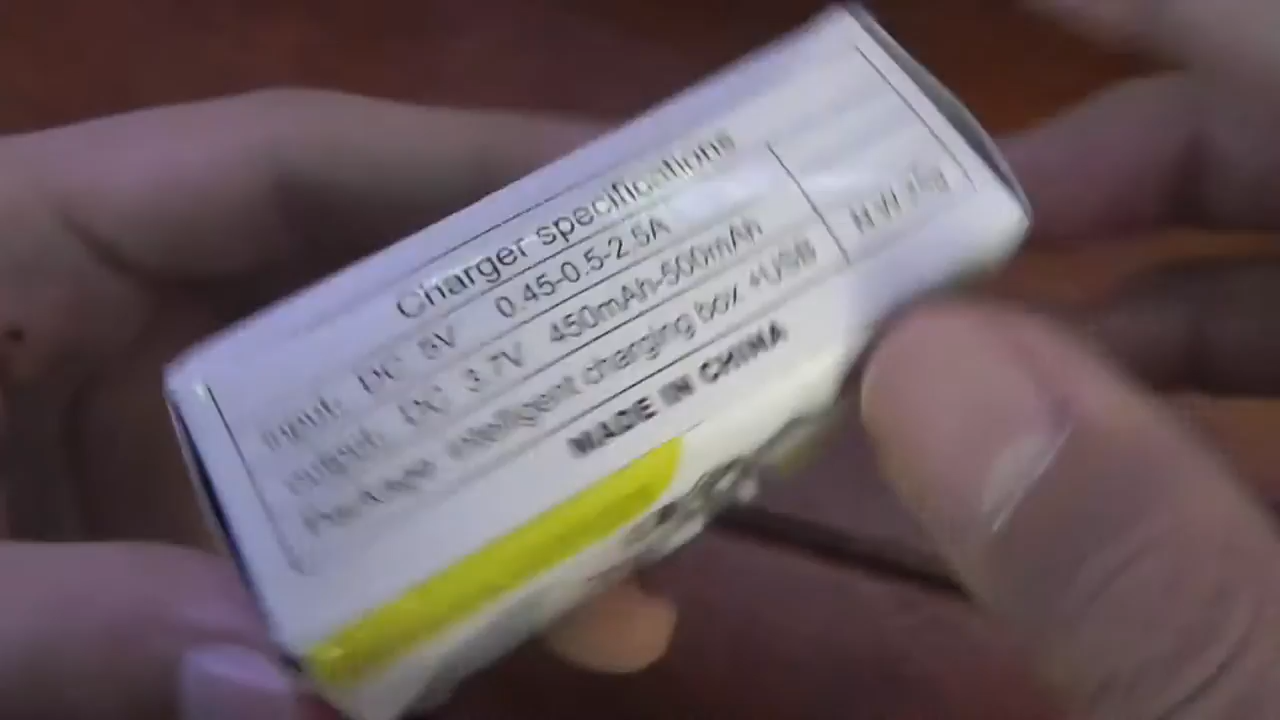 Charger specifications
Input: DC 5V 0.45-0.5-2.5A
output: DC 3.7V 450mAh-500mAh
Package intelligent charging box +USB
MADE IN CHINA
N.W